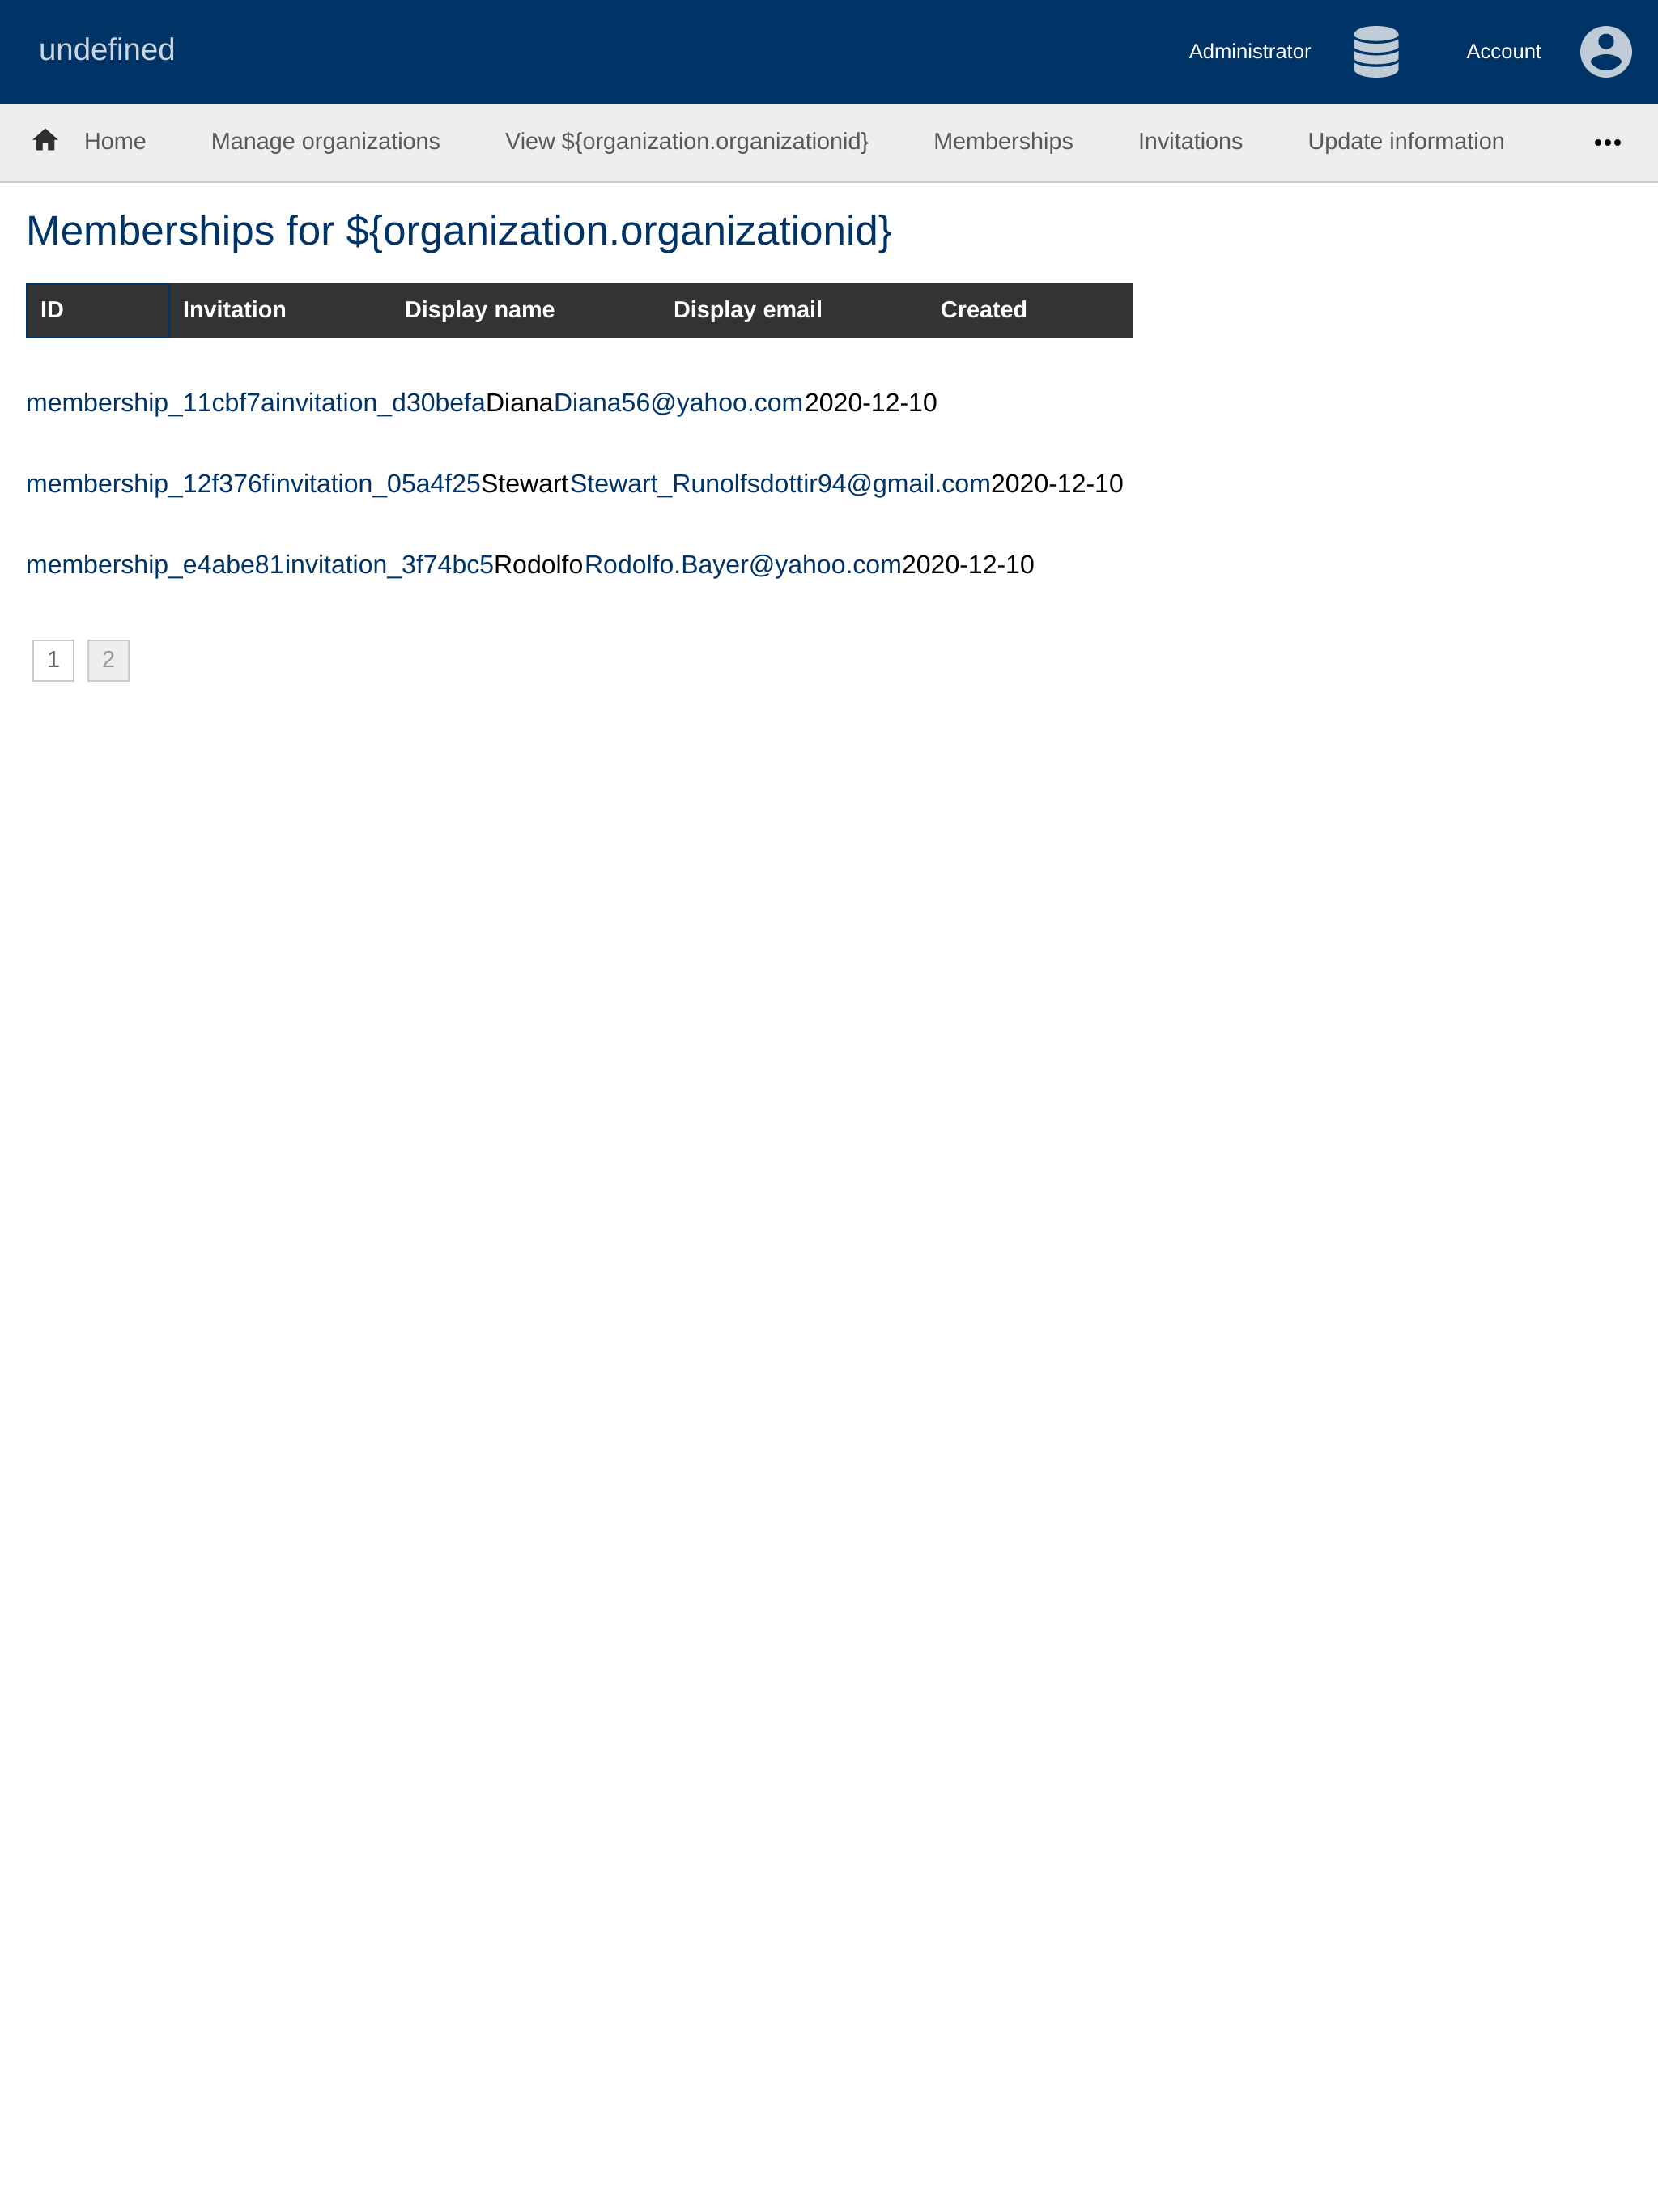 undefined Administrator Account
Home Manage organizations View ${organization.organizationid} Memberships Invitations Update information
Memberships for ${organization.organizationid}
ID Invitation Display name Display email Created
membership_11cbf7ainvitation_d30befaDianaDiana56@yahoo.com2020-12-10
membership_12f376finvitation_05a4f25StewartStewart_Runolfsdottir94@gmail.com2020-12-10
membership_e4abe81invitation_3f74bc5RodolfoRodolfo.Bayer@yahoo.com2020-12-10
1 2